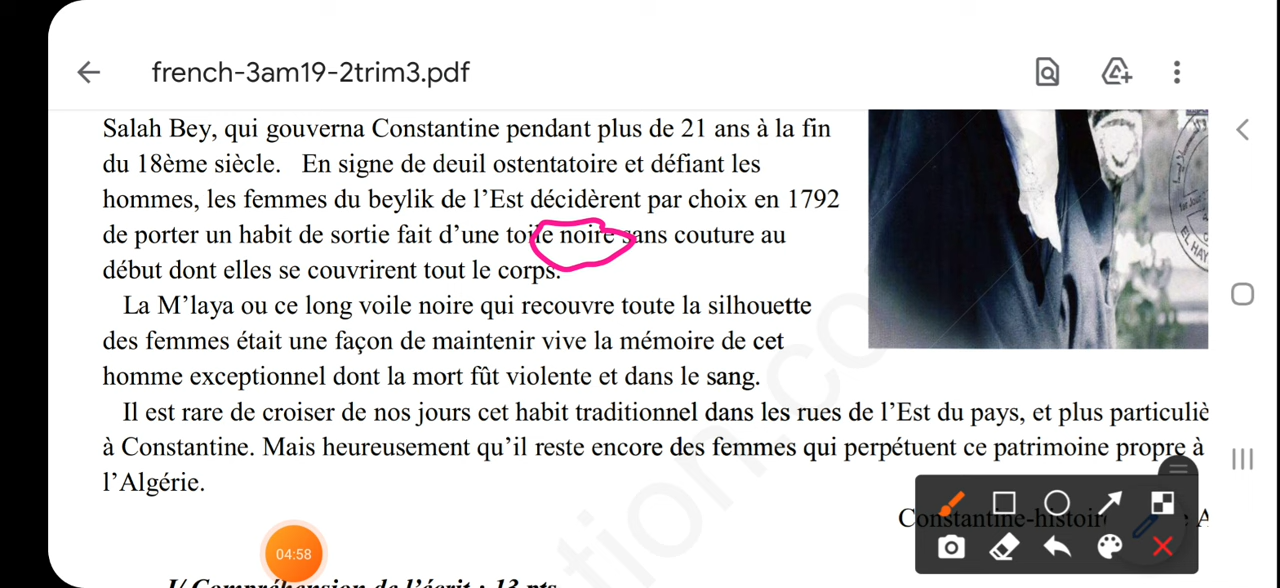 french-3am19-2trim3.pdf
Salah Bey, qui gouverna Constantine pendant plus de 21 ans à la fin
du 18ème siècle. En signe de deuil ostentatoire et défiant les
hommes, les femmes du beylik de l'Est décidèrent par choix en 1792
de porter un habit de sortie fait d'une toile noire sans couture au
début dont elles se couvrirent tout le corps.
La M'laya ou ce long voile noire qui recouvre toute la silhouette
des femmes était une façon de maintenir vive la mémoire de cet
homme exceptionnel dont la mort fût violente et dans le sang.
Il est rare de croiser de nos jours cet habit traditionnel dans les rues de l'Est du pays, et plus particuliè
à Constantine. Mais heureusement qu'il reste encore des femmes qui perpétuent ce patrimoine propre à
l'Algérie.
Constantine-histoir
04:58
I/ Compréhension de l'écrit : 13 pts